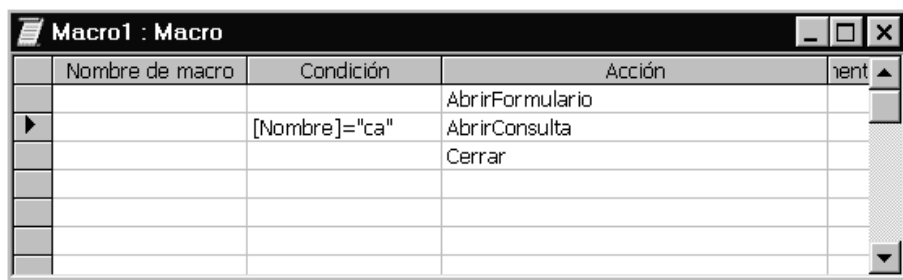 Macro1 : Macro
Nombre de macro Condición Acción
AbrirFormulario
[Nombre]="ca" AbrirConsulta
Cerrar